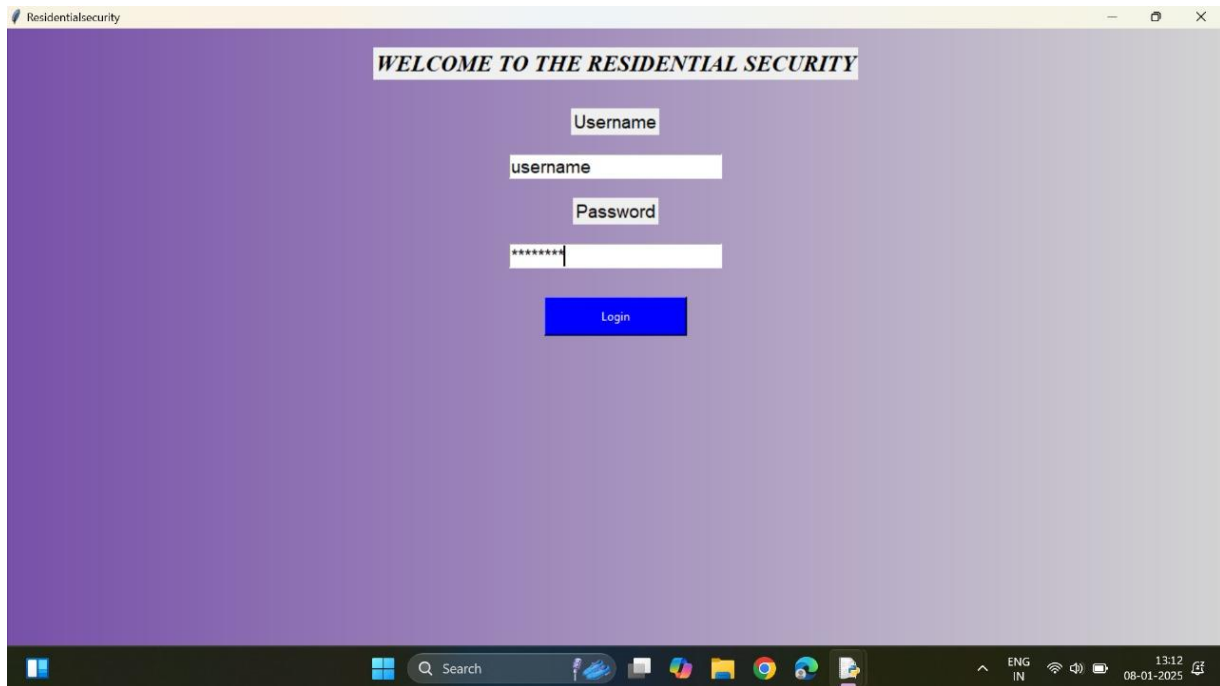 Residentialsecurity
WELCOME TO THE RESIDENTIAL SECURITY
Username
username
Password
********
Login
Search
ENG
IN
13:12
08-01-2025